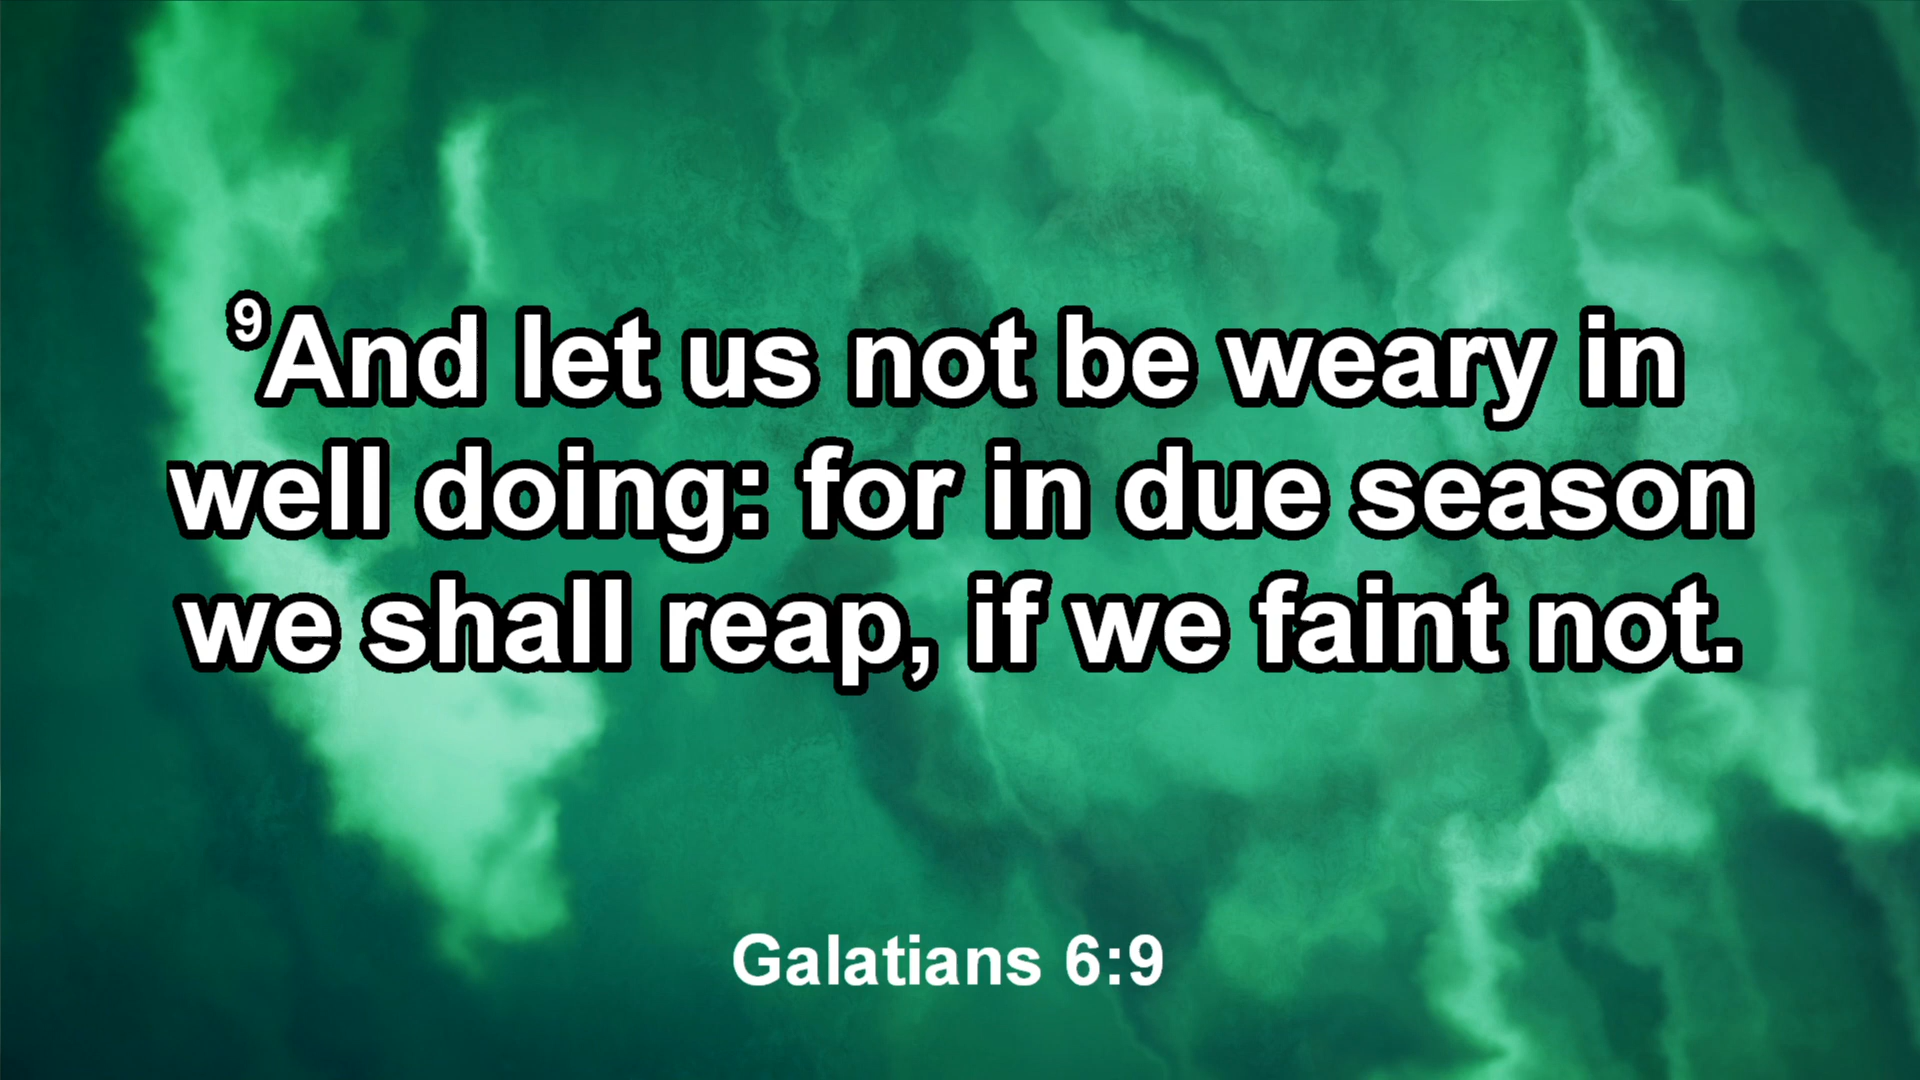 9And let us not be weary in
well doing: for in due season
we shall reap, if we faint not.
Galatians 6:9